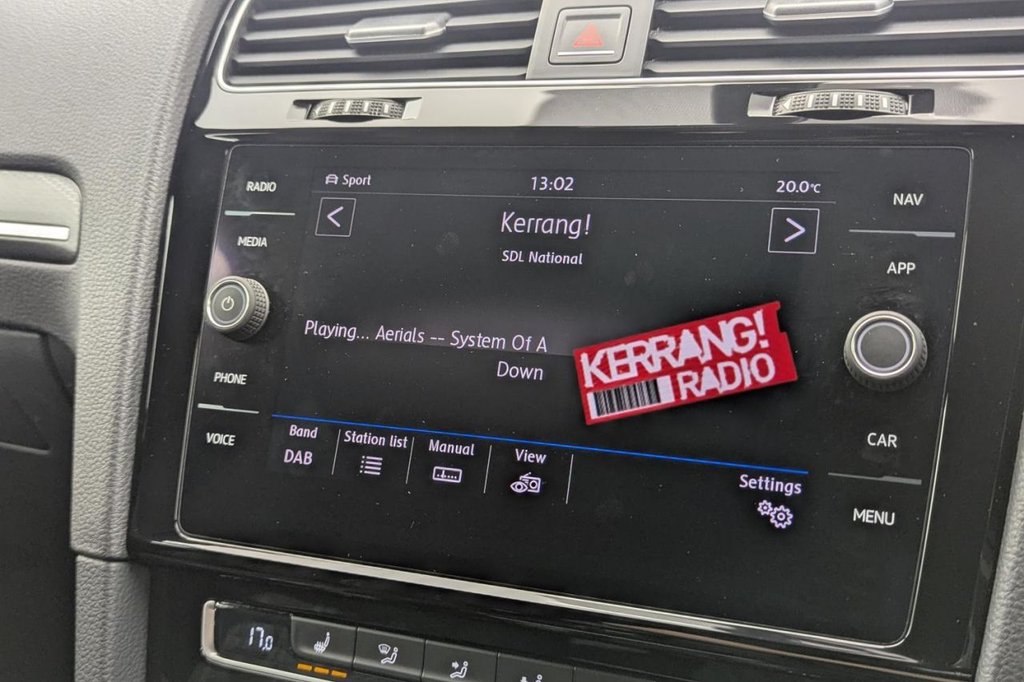 RADIO
MEDIA
PHONE
VOICE
Sport 13:02 20.0°C
< >
Kerrang!
SDL National
Playing... Aerials -- System Of A
Down
KERRANG!
RADIO
Band
DAB
Station list
Manual
View
Settings
NAV
APP
CAR
MENU
17.0